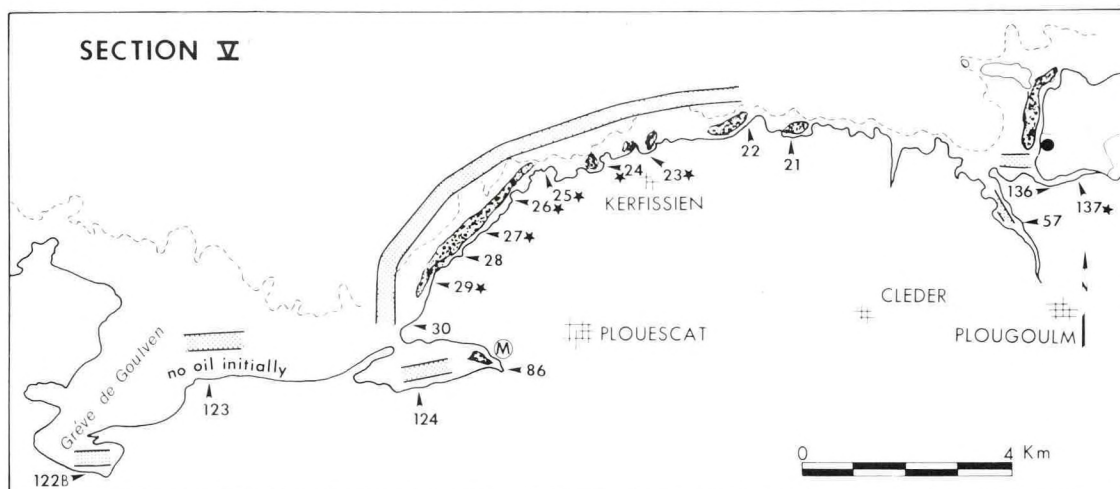 SECTION V
22
21
24★
23★
25★
26★
KERFISSIEN
136
137★
57
27★
28
29★
CLEDER
30
PLOUESCAT
PLOUGOULM
N
M
86
no oil initially
Gréve de Goulven
123
124
122B
0 4 Km